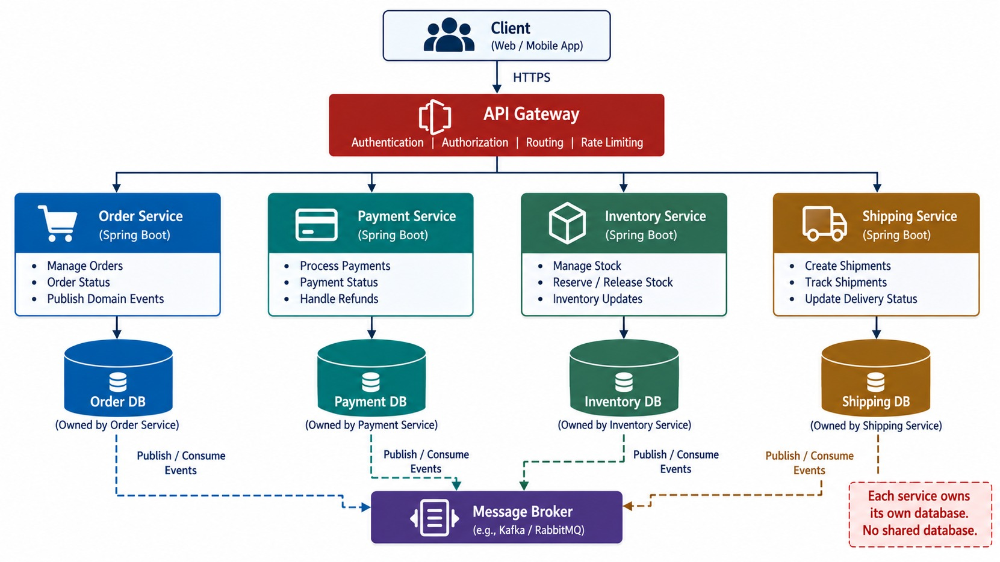 Client
(Web / Mobile App)
HTTPS
API Gateway
Authentication | Authorization | Routing | Rate Limiting
Order Service
(Spring Boot)
• Manage Orders
• Order Status
• Publish Domain Events
Payment Service
(Spring Boot)
• Process Payments
• Payment Status
• Handle Refunds
Inventory Service
(Spring Boot)
• Manage Stock
• Reserve / Release Stock
• Inventory Updates
Shipping Service
(Spring Boot)
• Create Shipments
• Track Shipments
• Update Delivery Status
Order DB
(Owned by Order Service)
Payment DB
(Owned by Payment Service)
Inventory DB
(Owned by Inventory Service)
Shipping DB
(Owned by Shipping Service)
Publish / Consume
Events
Publish / Consume
Events
Publish / Consume
Events
Publish / Consume
Events
Message Broker
(e.g., Kafka / RabbitMQ)
Each service owns
its own database.
No shared database.